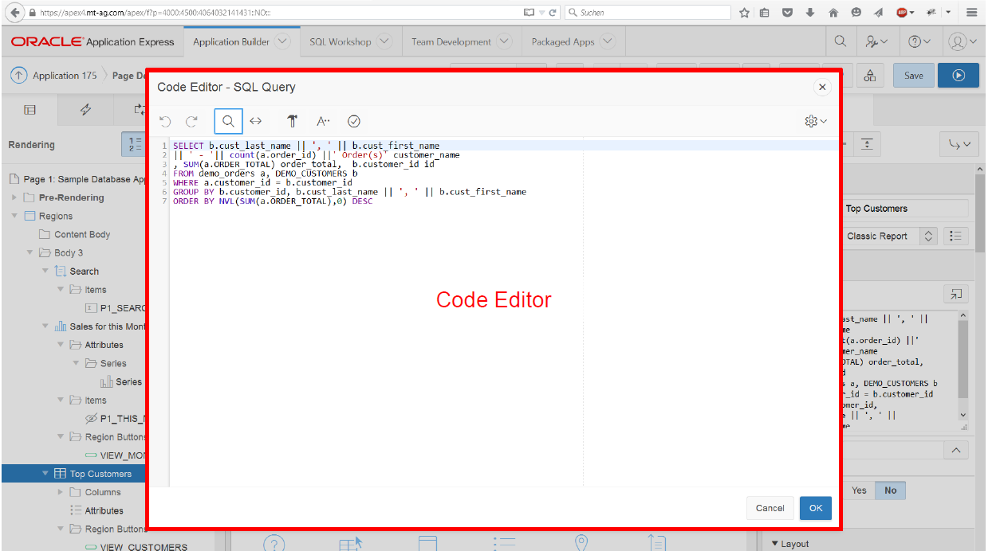 https://apex4.mt-ag.com/apex/f?p=4000:4500:4064032141431::NO:::
Suchen
ABP
ORACLE Application Express
Application Builder
SQL Workshop
Team Development
Packaged Apps
Application 175
Page De
Save
Code Editor - SQL Query
Rendering
1 SELECT b.cust_last_name || ', ' || b.cust_first_name
2 || ' - '|| count(a.order_id) ||' Order(s)' customer_name
3 , SUM(a.ORDER_TOTAL) order_total,  b.customer_id id
4 FROM demo_orders a, DEMO_CUSTOMERS b
5 WHERE a.customer_id = b.customer_id
6 GROUP BY b.customer_id, b.cust_last_name || ', ' || b.cust_first_name
7 ORDER BY NVL(SUM(a.ORDER_TOTAL),0) DESC
Code Editor
Cancel
OK
Page 1: Sample Database Ap
Pre-Rendering
Regions
Content Body
Body 3
Search
Items
P1_SEARC
Sales for this Mont
Attributes
Series
Series
Items
P1_THIS_
Region Buttons
VIEW_MO
Top Customers
Columns
Attributes
Region Buttons
VIEW_CUSTOMERS
Top Customers
Classic Report
ast_name || ', ' ||
me
t(a.order_id) ||'
mer_name
OTAL) order_total,
d
s a, DEMO_CUSTOMERS b
r_id = b.customer_id
omer_id,
e || ', ' ||
me
Yes
No
Layout